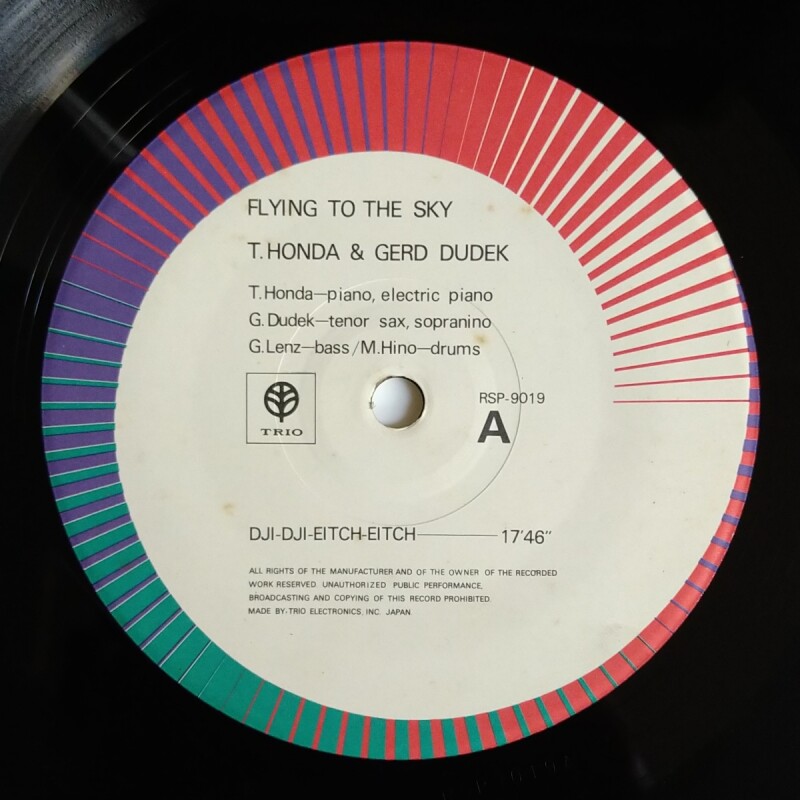 FLYING TO THE SKY
T. HONDA & GERD DUDEK
T. Honda—piano, electric piano
G. Dudek—tenor sax, sopranino
G. Lenz—bass / M. Hino—drums
TRIO
RSP-9019
A
DJI-DJI-EITCH-EITCH———17'46"
ALL RIGHTS OF THE MANUFACTURER AND OF THE OWNER OF THE RECORDED
WORK RESERVED. UNAUTHORIZED PUBLIC PERFORMANCE,
BROADCASTING AND COPYING OF THIS RECORD PROHIBITED.
MADE BY TRIO ELECTRONICS, INC. JAPAN